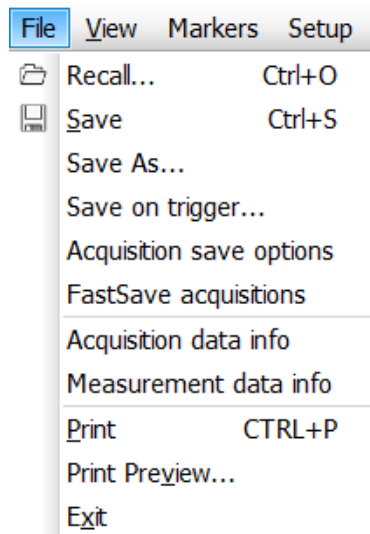 File View Markers Setup
Recall... Ctrl+O
Save Ctrl+S
Save As...
Save on trigger...
Acquisition save options
FastSave acquisitions
Acquisition data info
Measurement data info
Print CTRL+P
Print Preview...
Exit